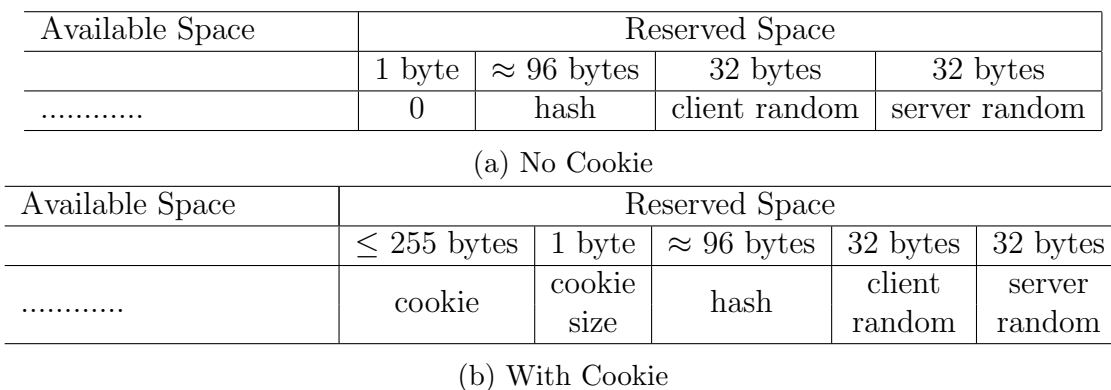 Available Space Reserved Space
1 byte ≈ 96 bytes 32 bytes 32 bytes
............ 0 hash client random server random
(a) No Cookie
Available Space Reserved Space
≤ 255 bytes 1 byte ≈ 96 bytes 32 bytes 32 bytes
............ cookie cookie size hash client random server random
(b) With Cookie